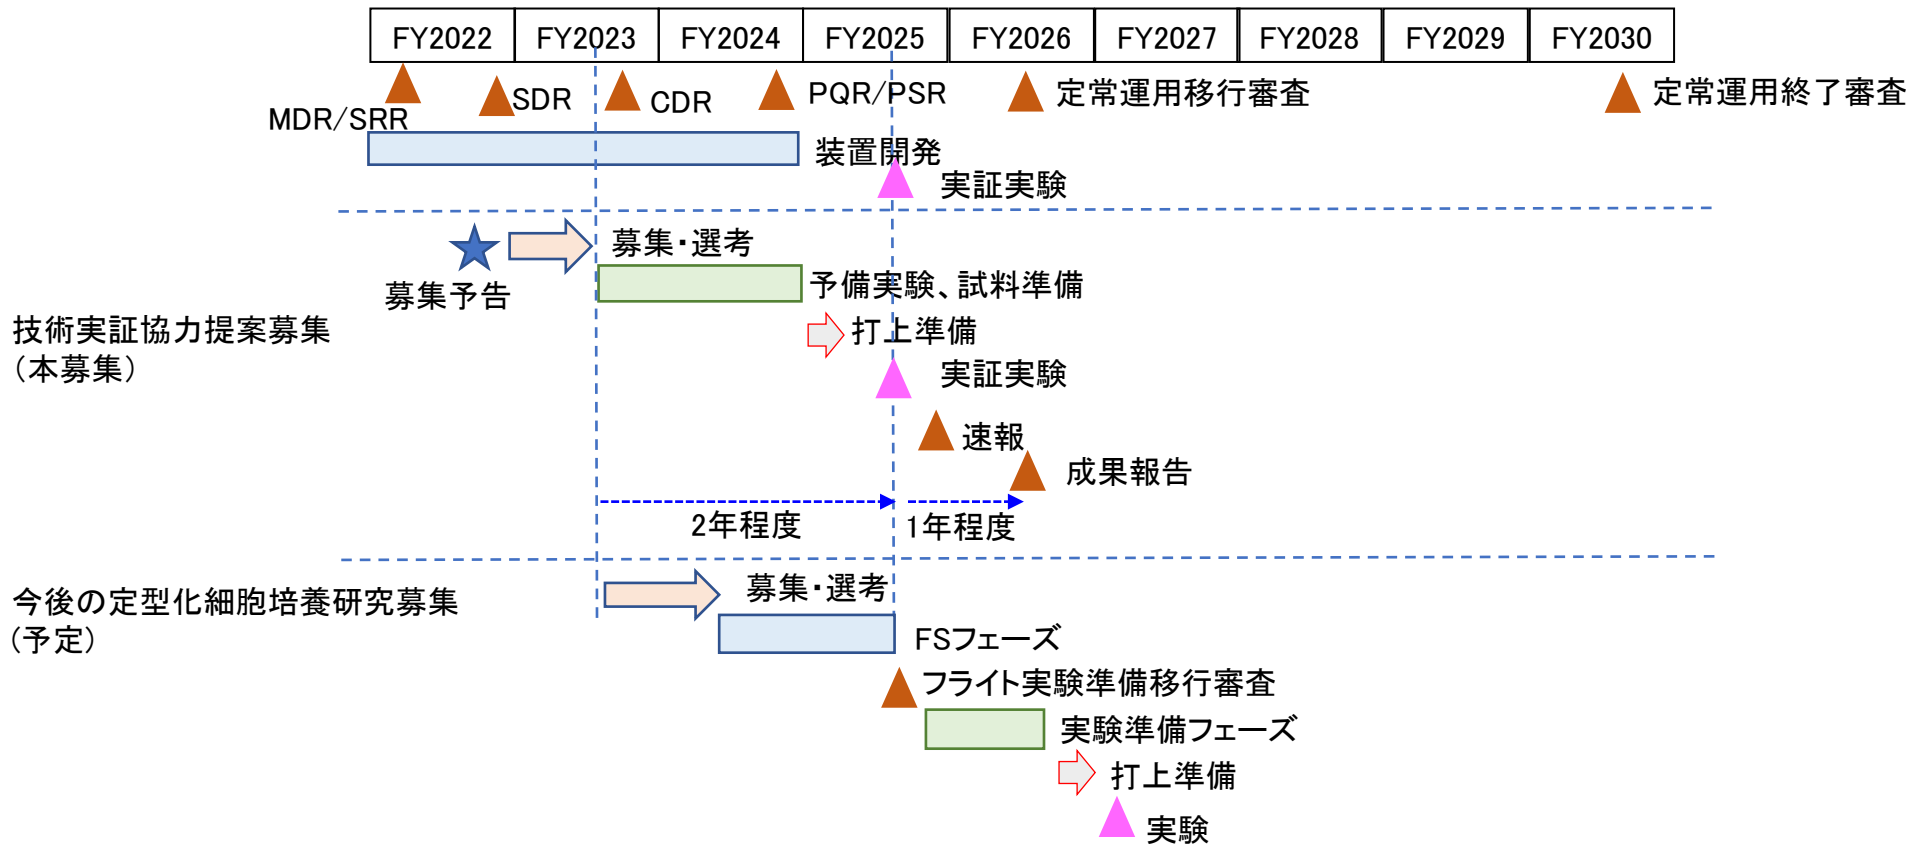 FY2022 FY2023 FY2024 FY2025 FY2026 FY2027 FY2028 FY2029 FY2030
MDR/SRR
SDR
CDR
PQR/PSR
定常運用移行審査
定常運用終了審査
装置開発
実証実験
募集・選考
募集予告
予備実験、試料準備
技術実証協力提案募集
(本募集)
打上準備
実証実験
速報
成果報告
2年程度
1年程度
今後の定型化細胞培養研究募集
(予定)
募集・選考
FSフェーズ
フライト実験準備移行審査
実験準備フェーズ
打上準備
実験